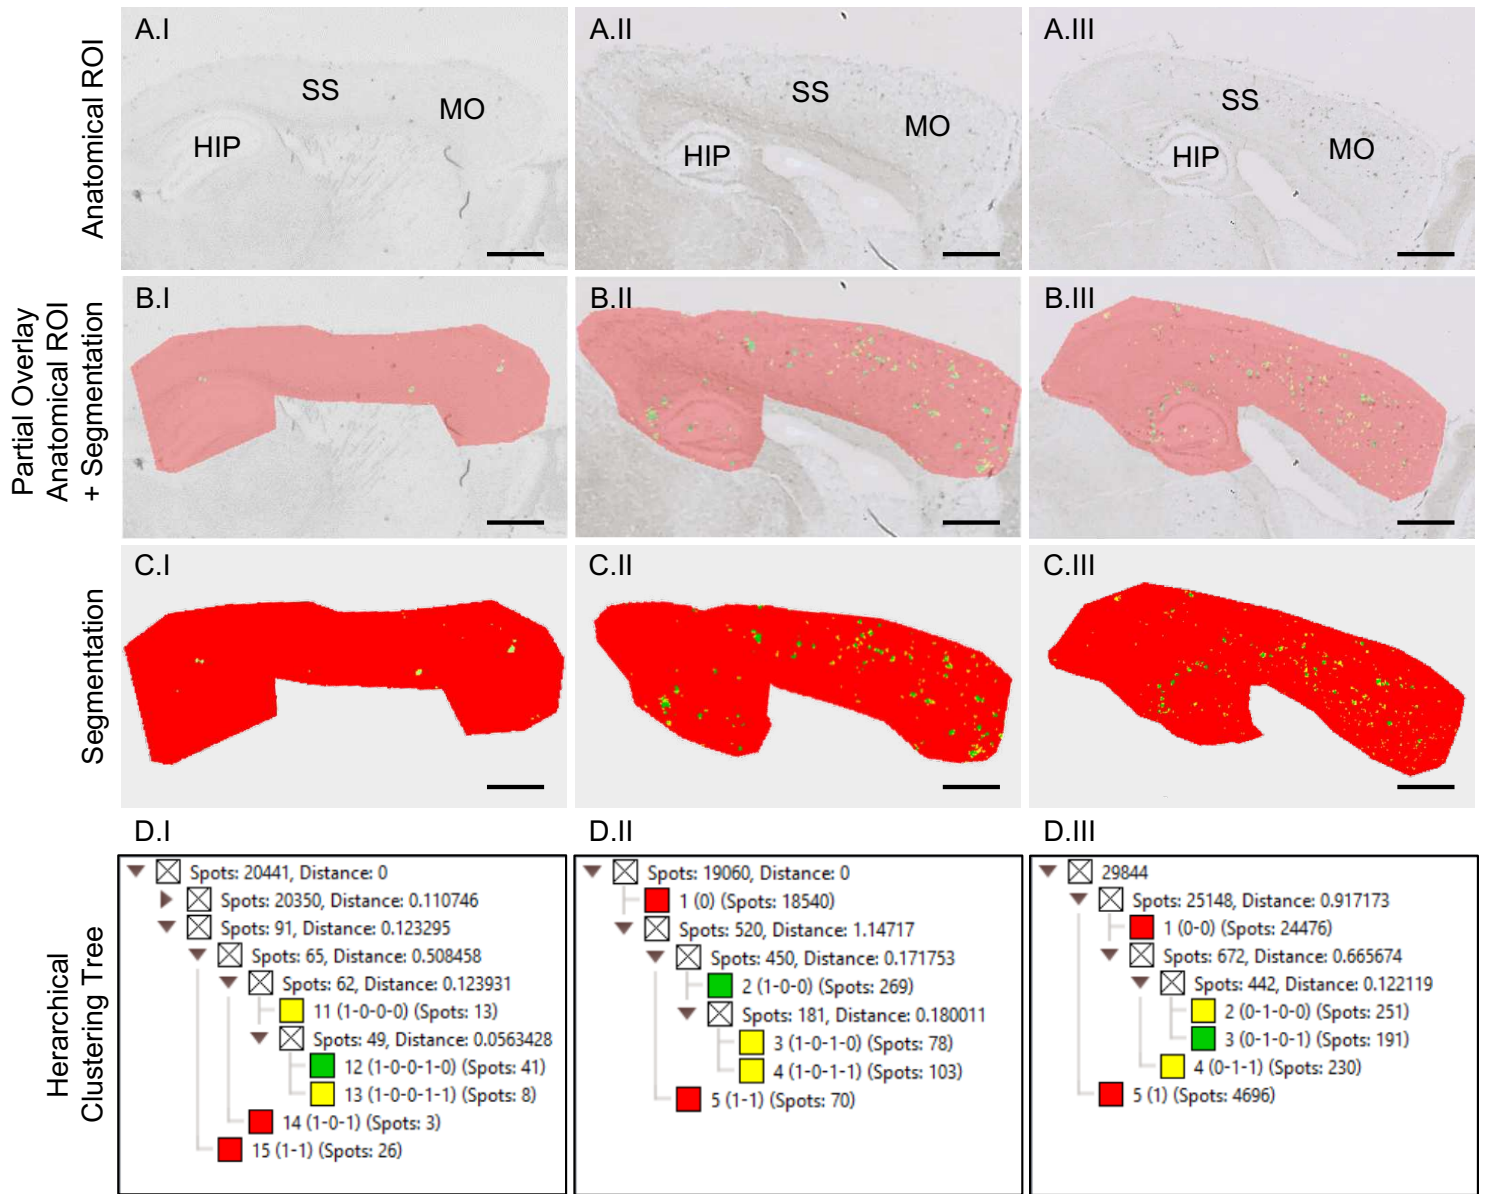 A.I
A.II
A.III
Anatomical ROI
SS
MO
HIP
SS
MO
HIP
SS
MO
HIP
B.I
B.II
B.III
Partial Overlay
Anatomical ROI
+ Segmentation
C.I
C.II
C.III
Segmentation
D.I
D.II
D.III
Herarchical
Clustering Tree
Spots: 20441, Distance: 0
Spots: 20350, Distance: 0.110746
Spots: 91, Distance: 0.123295
Spots: 65, Distance: 0.508458
Spots: 62, Distance: 0.123931
11 (1-0-0-0) (Spots: 13)
Spots: 49, Distance: 0.0563428
12 (1-0-0-1-0) (Spots: 41)
13 (1-0-0-1-1) (Spots: 8)
14 (1-0-1) (Spots: 3)
15 (1-1) (Spots: 26)
Spots: 19060, Distance: 0
1 (0) (Spots: 18540)
Spots: 520, Distance: 1.14717
Spots: 450, Distance: 0.171753
2 (1-0-0) (Spots: 269)
Spots: 181, Distance: 0.180011
3 (1-0-1-0) (Spots: 78)
4 (1-0-1-1) (Spots: 103)
5 (1-1) (Spots: 70)
29844
Spots: 25148, Distance: 0.917173
1 (0-0) (Spots: 24476)
Spots: 672, Distance: 0.665674
Spots: 442, Distance: 0.122119
2 (0-1-0-0) (Spots: 251)
3 (0-1-0-1) (Spots: 191)
4 (0-1-1) (Spots: 230)
5 (1) (Spots: 4696)